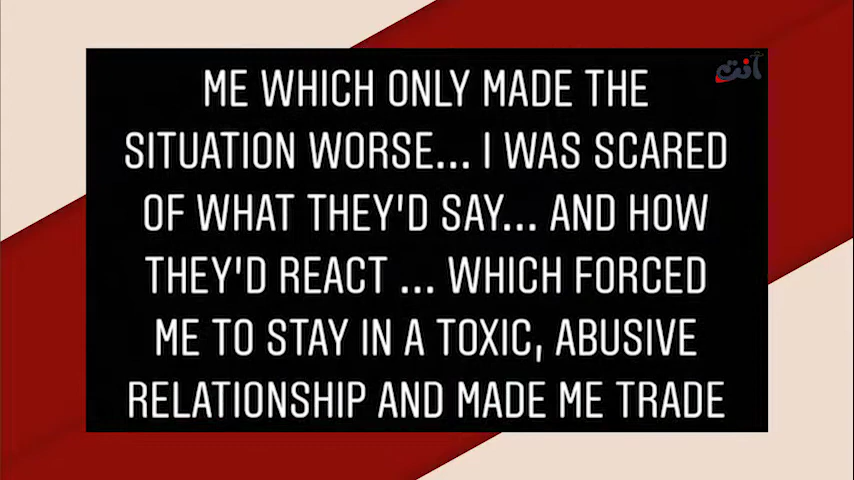 آنت
ME WHICH ONLY MADE THE
SITUATION WORSE... I WAS SCARED
OF WHAT THEY'D SAY... AND HOW
THEY'D REACT ... WHICH FORCED
ME TO STAY IN A TOXIC, ABUSIVE
RELATIONSHIP AND MADE ME TRADE